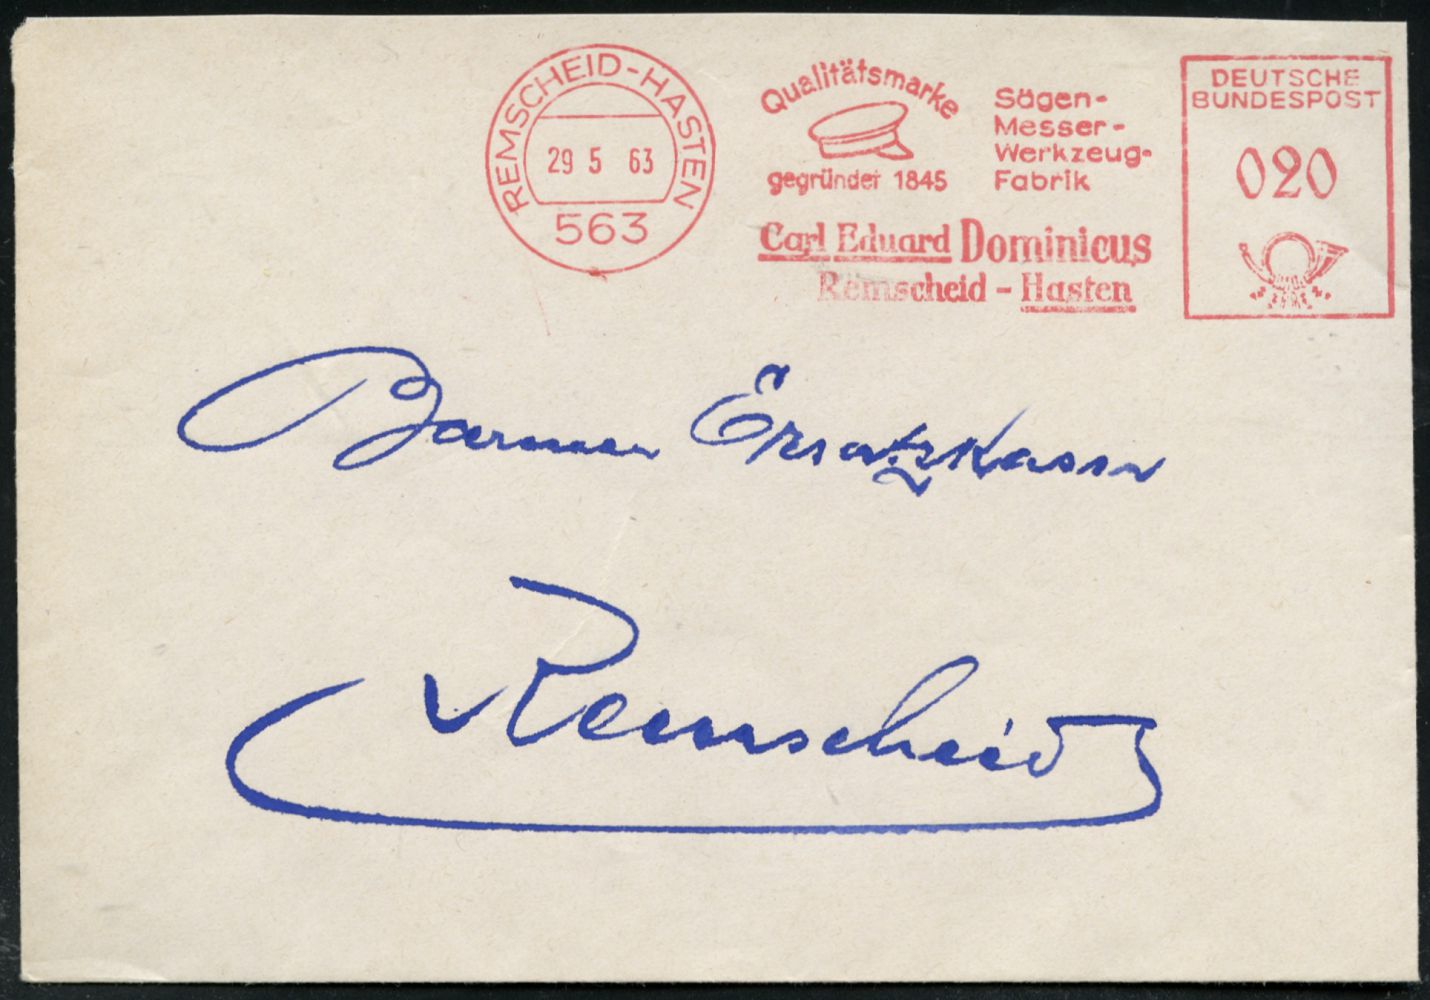 REMSCHEID-HASTEN
29 5 63
563
Qualitätsmarke
gegründet 1845
Sägen-
Messer-
Werkzeug-
Fabrik
Carl Eduard Dominicus
Remscheid - Hasten
DEUTSCHE
BUNDESPOST
020
Barmer Ersatzkasse
Remscheid